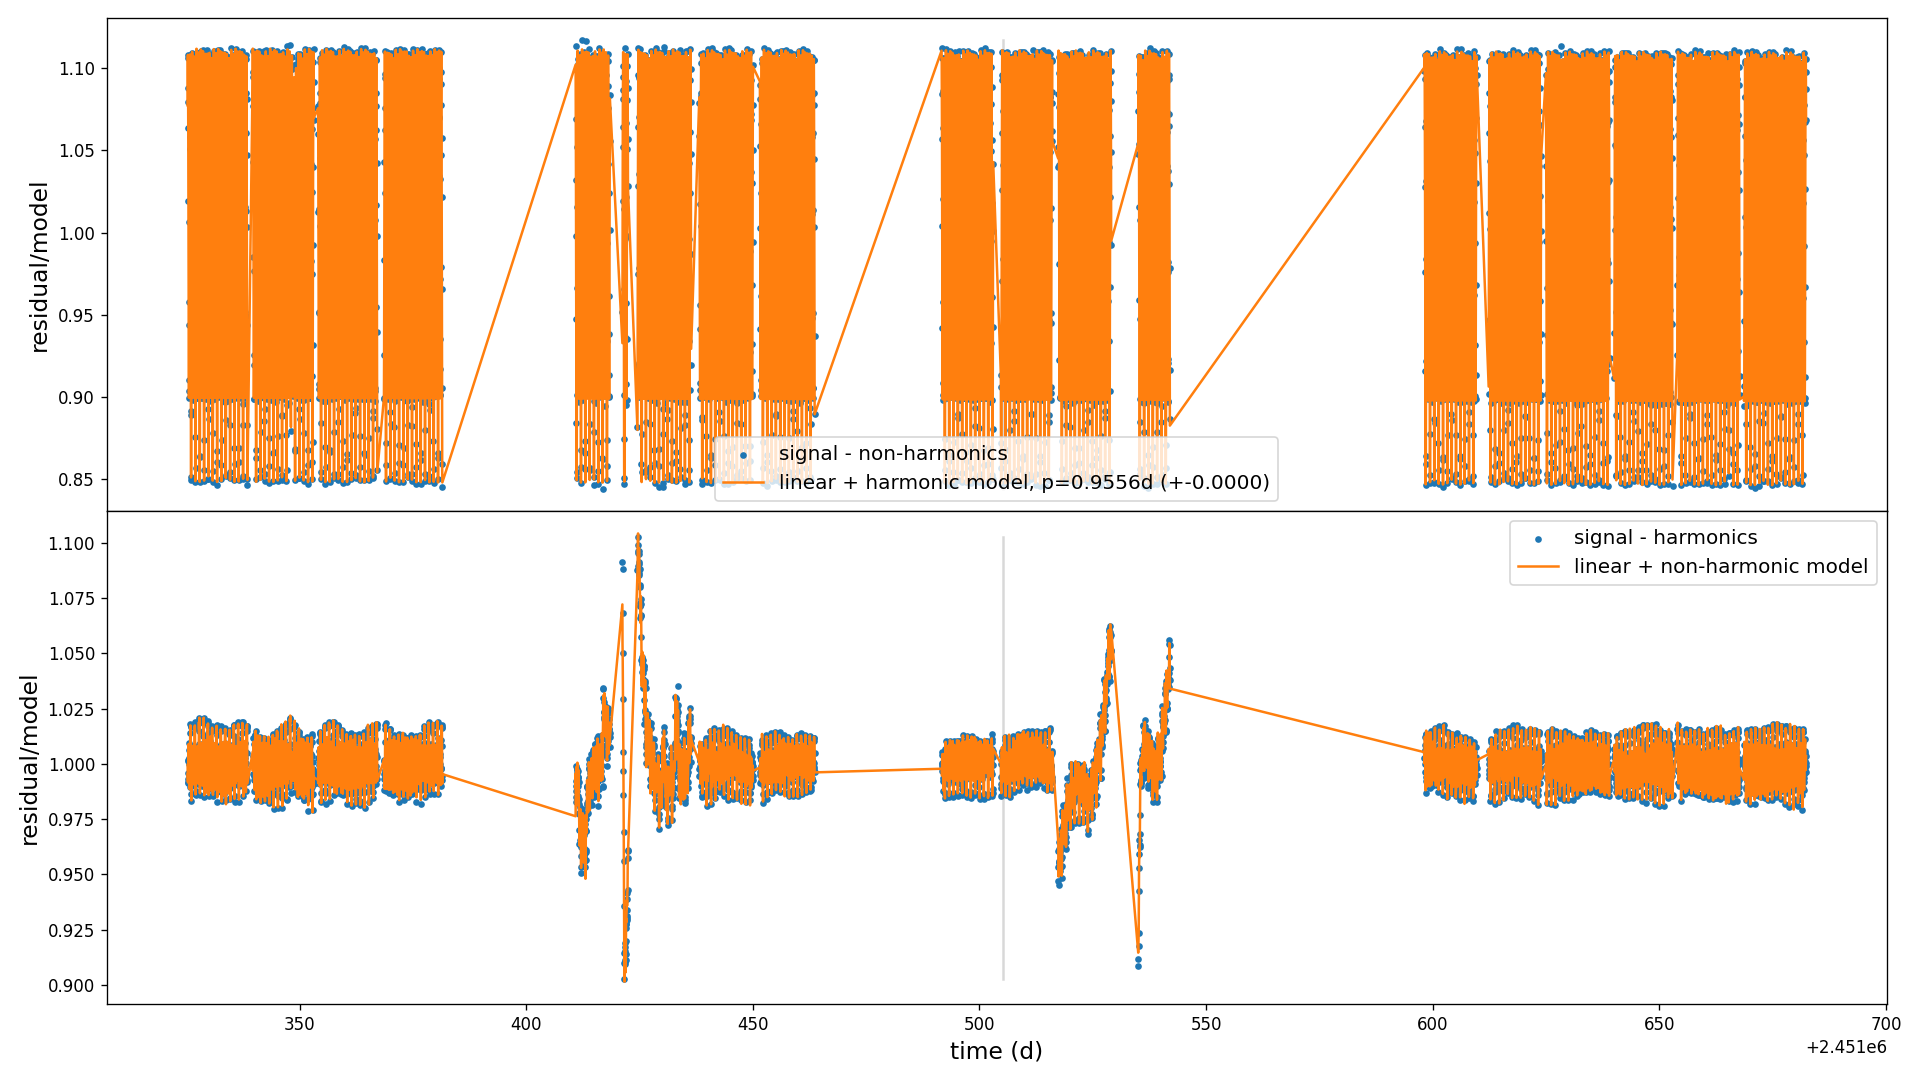 1.10
1.05
1.00
0.95
0.90
0.85
residual/model
signal - non-harmonics
linear + harmonic model, p=0.9556d (+-0.0000)
1.100
1.075
1.050
1.025
1.000
0.975
0.950
0.925
0.900
residual/model
signal - harmonics
linear + non-harmonic model
350 400 450 500 550 600 650 700
time (d)
+2.451e6